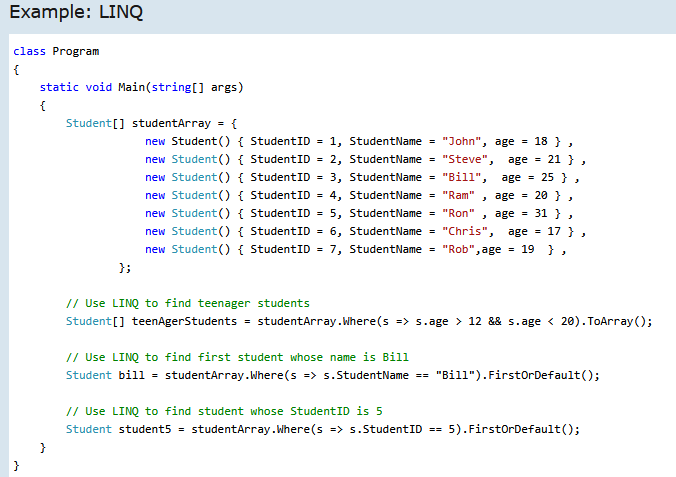 Example: LINQ
class Program
{
    static void Main(string[] args)
    {
        Student[] studentArray = {
                    new Student() { StudentID = 1, StudentName = "John", age = 18 } ,
                    new Student() { StudentID = 2, StudentName = "Steve",  age = 21 } ,
                    new Student() { StudentID = 3, StudentName = "Bill",  age = 25 } ,
                    new Student() { StudentID = 4, StudentName = "Ram" , age = 20 } ,
                    new Student() { StudentID = 5, StudentName = "Ron" , age = 31 } ,
                    new Student() { StudentID = 6, StudentName = "Chris",  age = 17 } ,
                    new Student() { StudentID = 7, StudentName = "Rob",age = 19  } ,
                };

        // Use LINQ to find teenager students
        Student[] teenAgerStudents = studentArray.Where(s => s.age > 12 && s.age < 20).ToArray();

        // Use LINQ to find first student whose name is Bill
        Student bill = studentArray.Where(s => s.StudentName == "Bill").FirstOrDefault();

        // Use LINQ to find student whose StudentID is 5
        Student student5 = studentArray.Where(s => s.StudentID == 5).FirstOrDefault();
    }
}